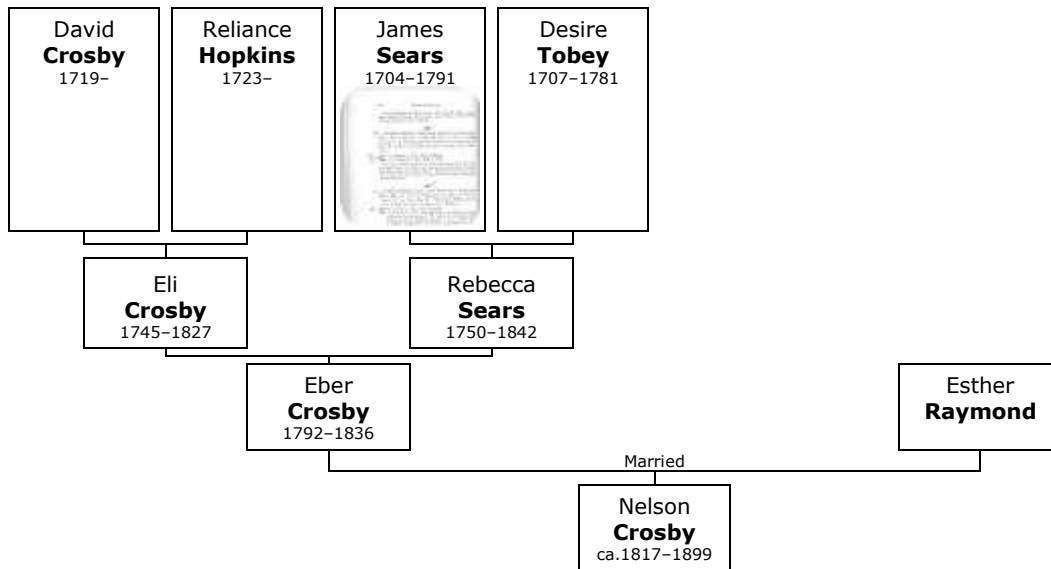 David
Crosby
1719–
Reliance
Hopkins
1723–
James
Sears
1704–1791
Desire
Tobey
1707–1781
Eli
Crosby
1745–1827
Rebecca
Sears
1750–1842
Eber
Crosby
1792–1836
Esther
Raymond
Married
Nelson
Crosby
ca.1817–1899